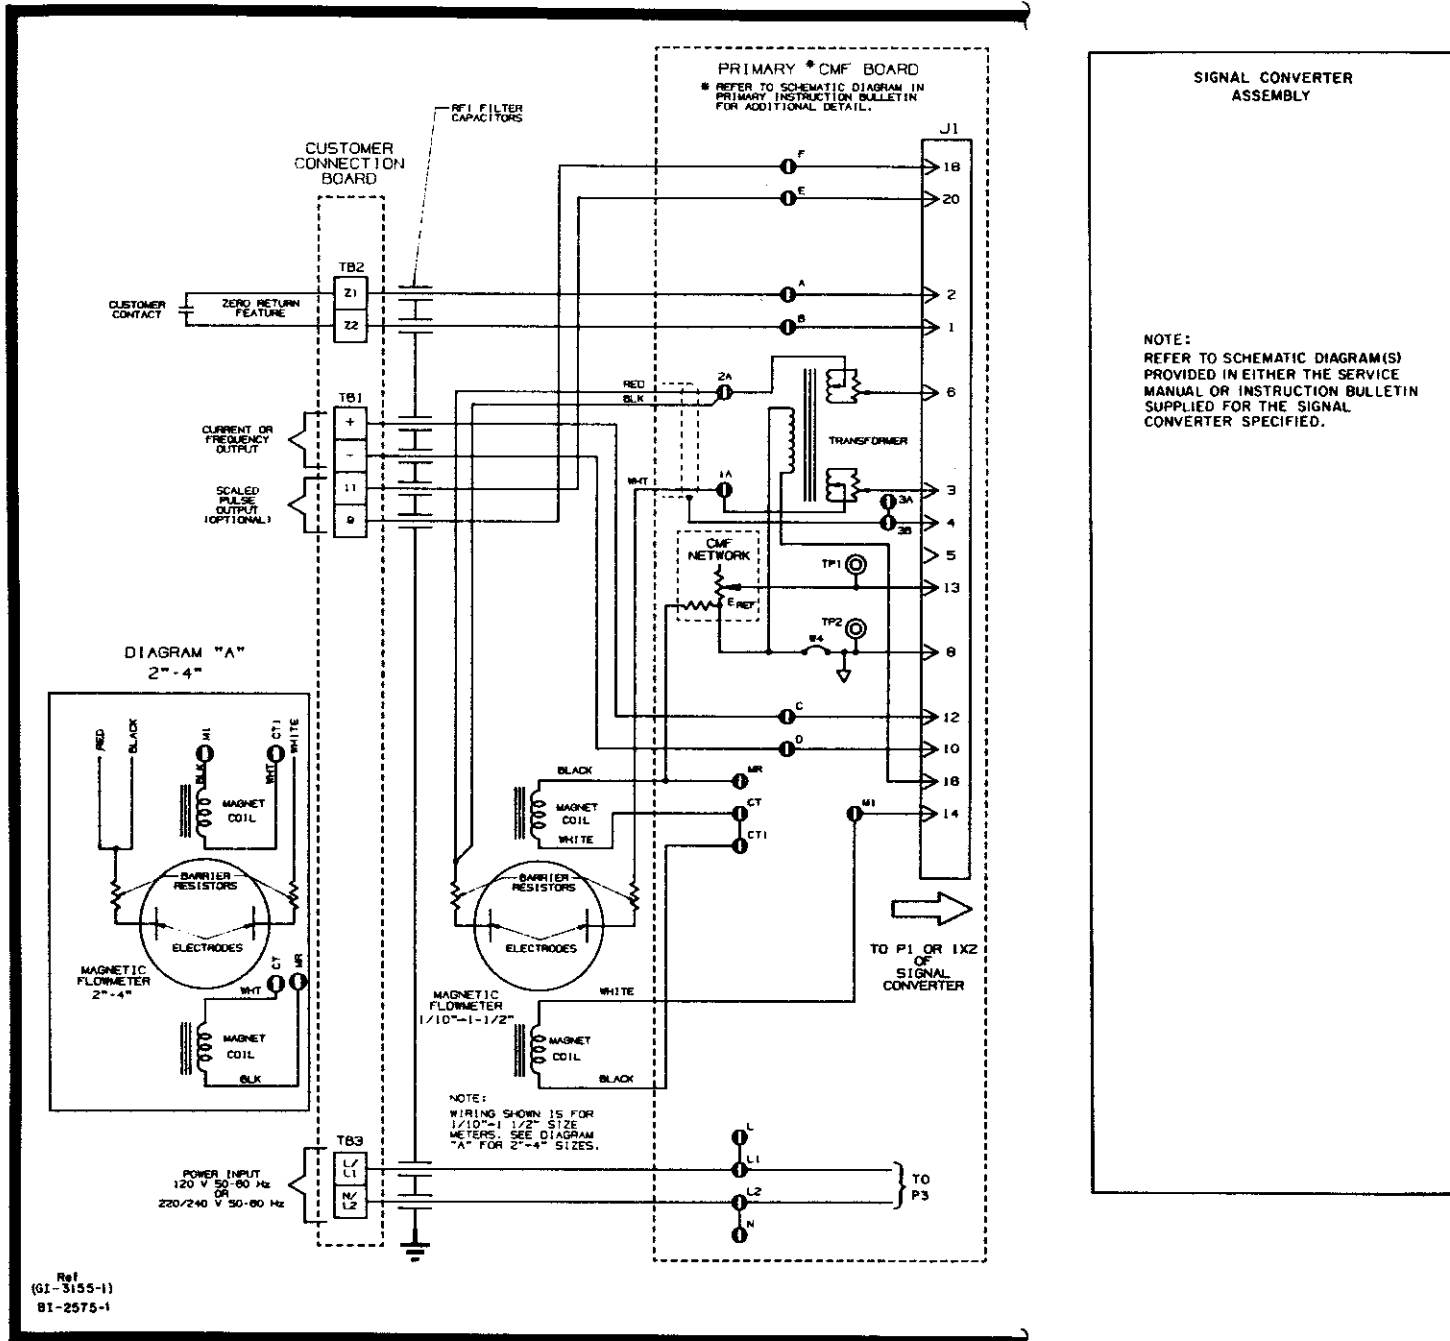 PRIMARY * CMF BOARD
* REFER TO SCHEMATIC DIAGRAM IN
PRIMARY INSTRUCTION BULLETIN
FOR ADDITIONAL DETAIL.
SIGNAL CONVERTER
ASSEMBLY
RFI FILTER
CAPACITORS
J1
CUSTOMER
CONNECTION
BOARD
F
18
E
20
TB2
CUSTOMER
CONTACT
ZERO RETURN
FEATURE
Z1
Z2
A
2
B
1
NOTE:
REFER TO SCHEMATIC DIAGRAM(S)
PROVIDED IN EITHER THE SERVICE
MANUAL OR INSTRUCTION BULLETIN
SUPPLIED FOR THE SIGNAL
CONVERTER SPECIFIED.
RED
BLK
2A
6
TB1
CURRENT OR
FREQUENCY
OUTPUT
+
-
TRANSFORMER
SCALED
PULSE
OUTPUT
(OPTIONAL)
11
9
WHT
1A
3
3A
4
3B
CMF
NETWORK
5
TP1
13
E REF
TP2
W4
8
DIAGRAM "A"
2"-4"
C
12
D
10
RED
BLACK
M1
CT1
WHITE
BLK
WHT
MAGNET
COIL
BLACK
MR
16
MAGNET
COIL
CT
M1
14
WHITE
CT1
BARRIER
RESISTORS
BARRIER
RESISTORS
ELECTRODES
ELECTRODES
TO P1 OR 1X2
OF
SIGNAL
CONVERTER
MAGNETIC
FLOWMETER
2"-4"
CT
MR
WHT
MAGNETIC
FLOWMETER
1/10"-1-1/2"
WHITE
MAGNET
COIL
BLK
MAGNET
COIL
BLACK
NOTE:
WIRING SHOWN IS FOR
1/10"-1 1/2" SIZE
METERS. SEE DIAGRAM
"A" FOR 2"-4" SIZES.
TB3
POWER INPUT
120 V 50-60 Hz
OR
220/240 V 50-60 Hz
L/
L1
N/
L2
L
L1
L2
N
TO
P3
Ref
(GI-3155-1)
BI-2575-1